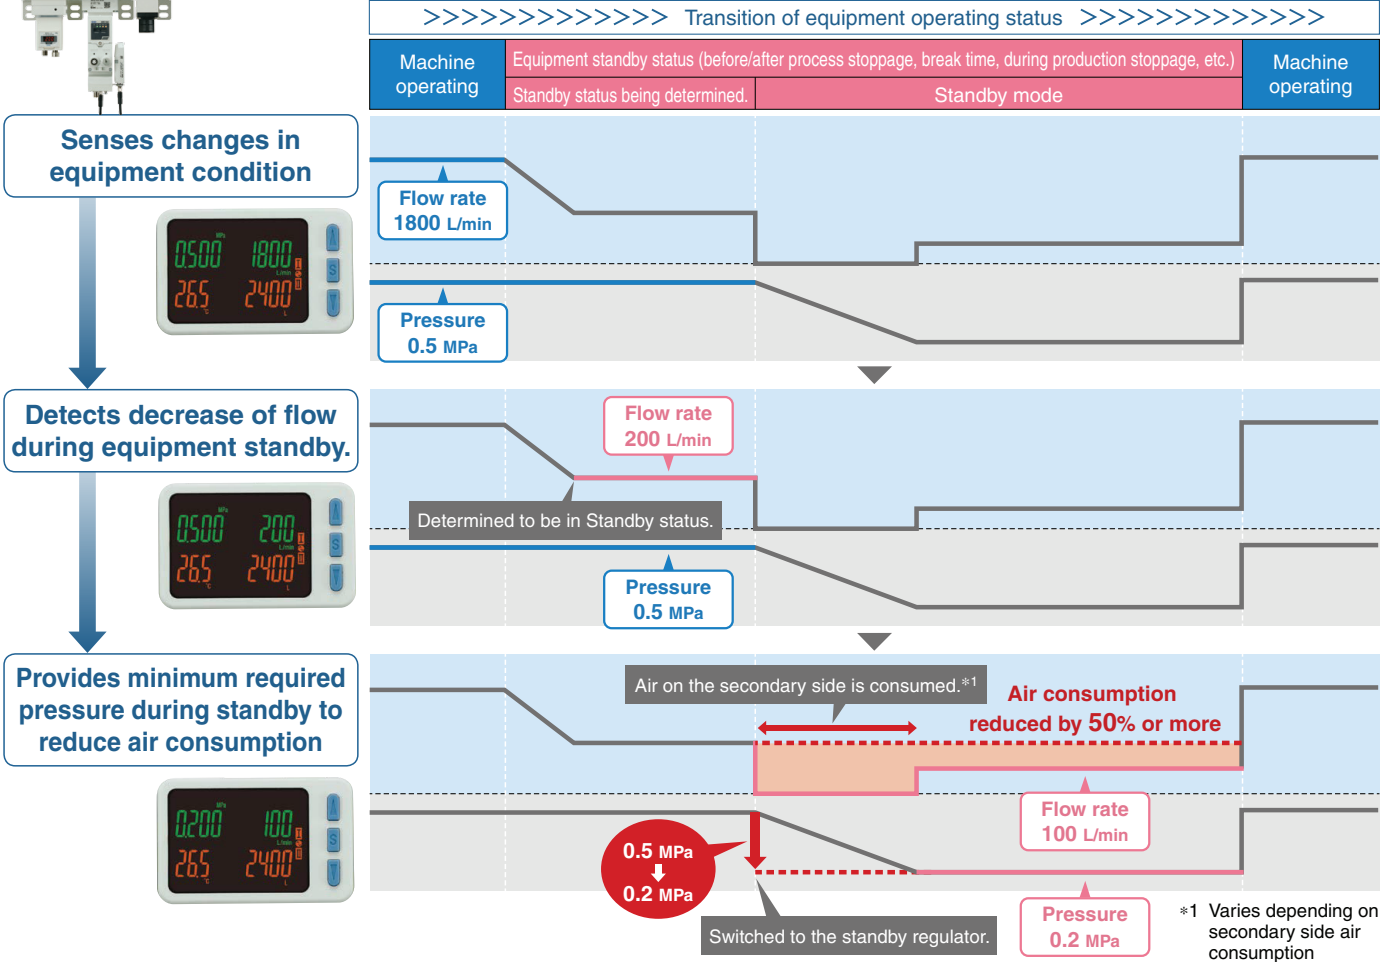 >>>>>>>>>>>>> Transition of equipment operating status >>>>>>>>>>>>>
Machine
operating
Equipment standby status (before/after process stoppage, break time, during production stoppage, etc.)
Standby status being determined.
Standby mode
Machine
operating
Senses changes in
equipment condition
Flow rate
1800 L/min
Pressure
0.5 MPa
MPa
0.500 1800
L/min
26.5 2400
°C L
S
Detects decrease of flow
during equipment standby.
Flow rate
200 L/min
Determined to be in Standby status.
Pressure
0.5 MPa
MPa
0.500 200
L/min
26.5 2400
°C L
S
Provides minimum required
pressure during standby to
reduce air consumption
Air on the secondary side is consumed.*1
Air consumption
reduced by 50% or more
Flow rate
100 L/min
MPa
0.200 100
L/min
26.5 2400
°C L
S
0.5 MPa
0.2 MPa
Switched to the standby regulator.
Pressure
0.2 MPa
*1 Varies depending on
secondary side air
consumption